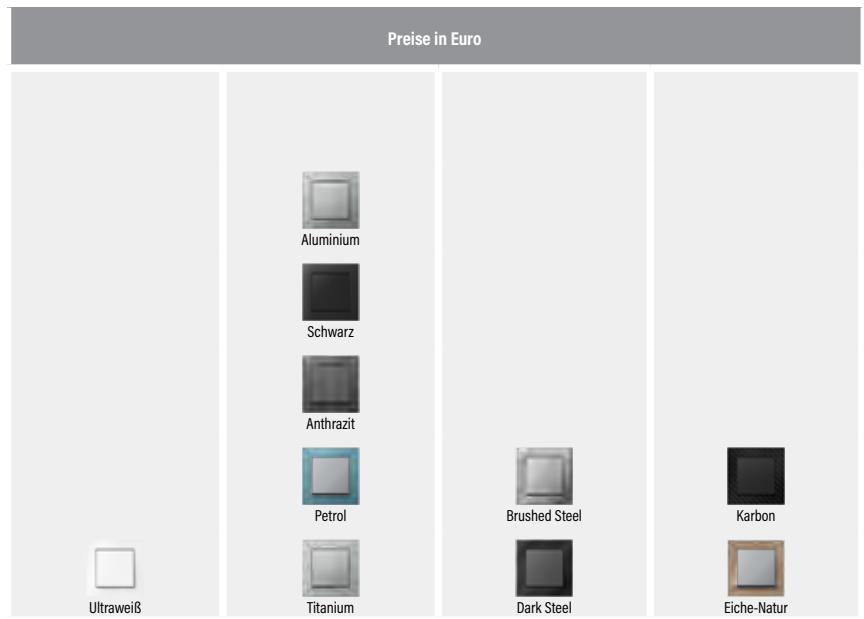 Preise in Euro
Aluminium
Schwarz
Anthrazit
Petrol
Brushed Steel
Karbon
Ultraweiß
Titanium
Dark Steel
Eiche-Natur